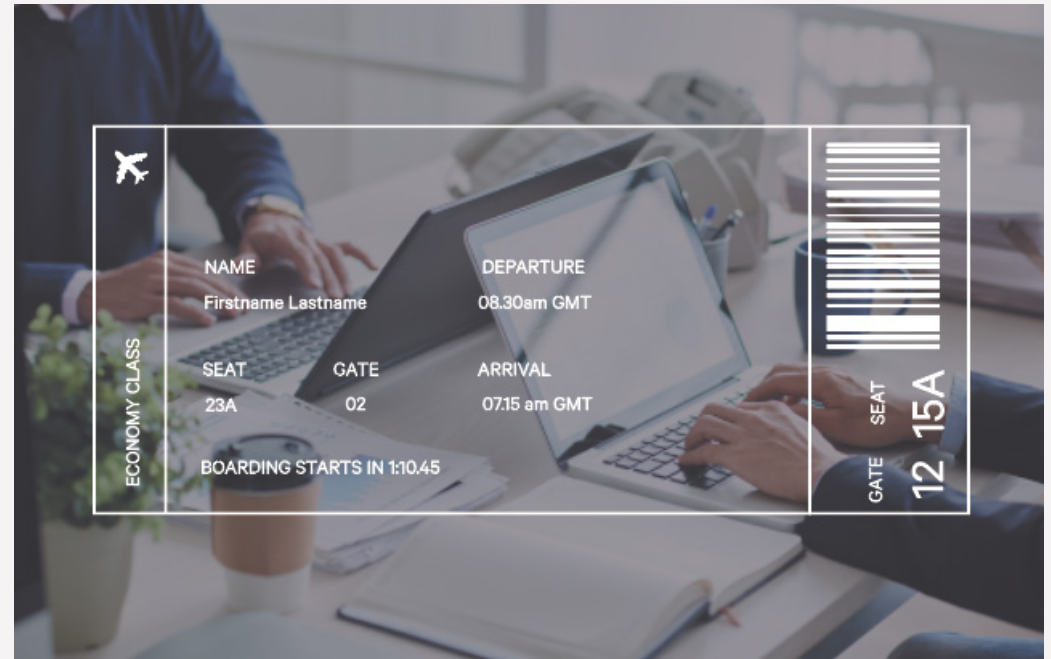 ECONOMY CLASS
NAME
Firstname Lastname
DEPARTURE
08.30am GMT
SEAT
23A
GATE
02
ARRIVAL
07.15 am GMT
BOARDING STARTS IN 1:10.45
SEAT
15A
GATE
12